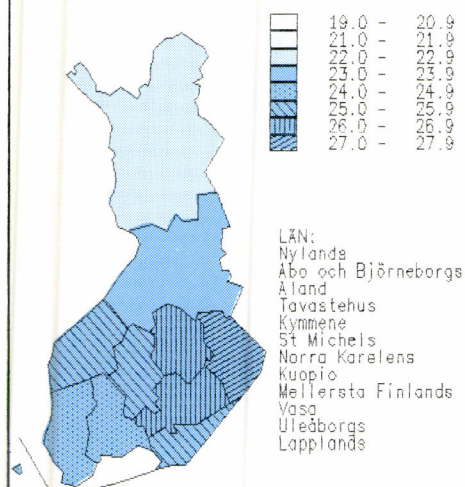 19.0 - 20.9
21.0 - 21.9
22.0 - 22.9
23.0 - 23.9
24.0 - 24.9
25.0 - 25.9
26.0 - 26.9
27.0 - 27.9
LÄN:
Nylands
Åbo och Björneborgs
Åland
Tavastehus
Kymmene
St Michels
Norra Karelens
Kuopio
Mellersta Finlands
Vasa
Uleåborgs
Lapplands